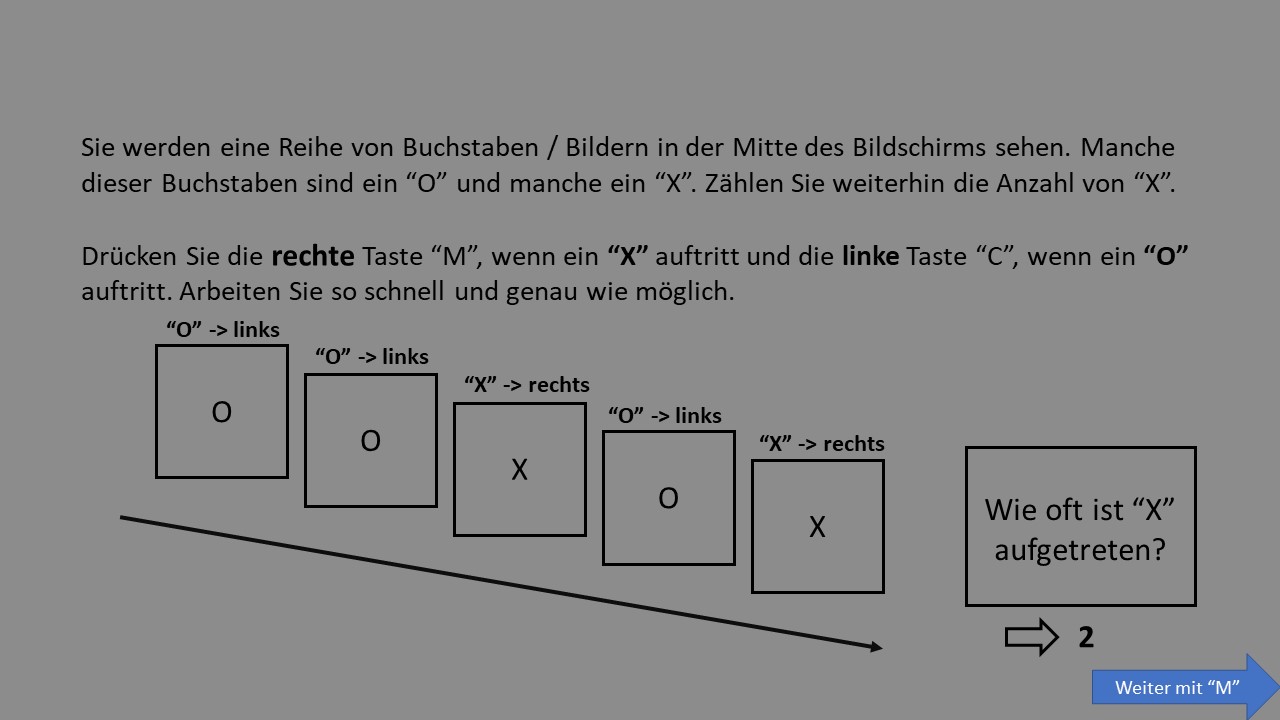 Sie werden eine Reihe von Buchstaben / Bildern in der Mitte des Bildschirms sehen. Manche
dieser Buchstaben sind ein “O” und manche ein “X”. Zählen Sie weiterhin die Anzahl von “X”.
Drücken Sie die rechte Taste “M”, wenn ein “X” auftritt und die linke Taste “C”, wenn ein “O”
auftritt. Arbeiten Sie so schnell und genau wie möglich.
“O” -> links
O
“O” -> links
O
“X” -> rechts
X
“O” -> links
O
“X” -> rechts
X
Wie oft ist “X”
aufgetreten?
2
Weiter mit “M”